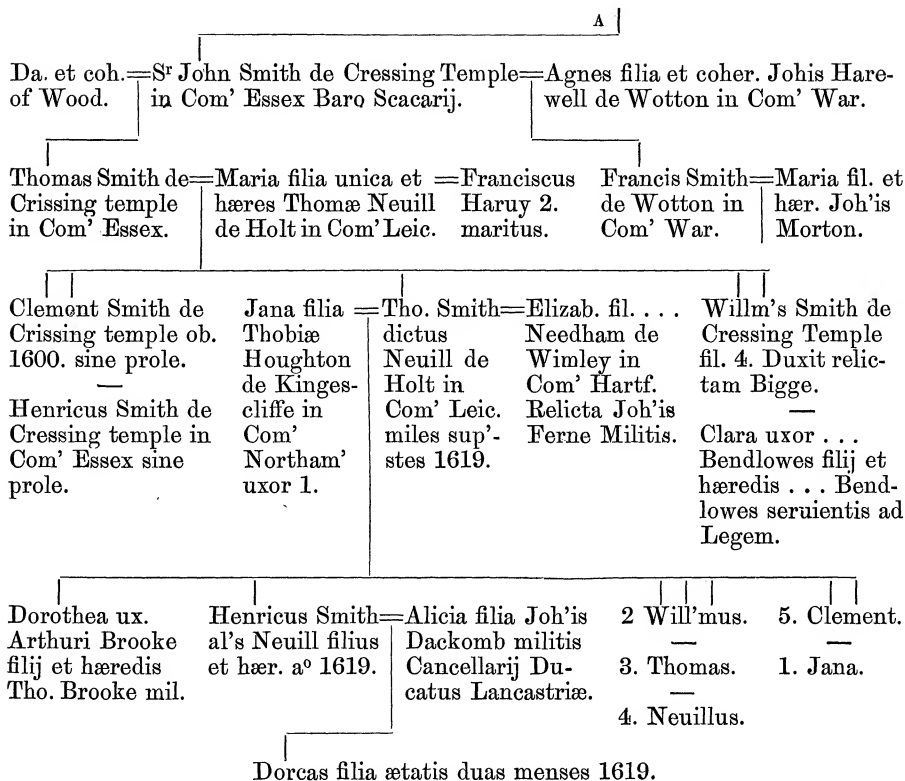 A
Da. et coh.=Sʳ John Smith de Cressing Temple=Agnes filia et coher. Johis Hare-
of Wood. in Com' Essex Baro Scacarij. well de Wotton in Com' War.
Thomas Smith de
Crissing temple
in Com' Essex.
=Maria filia unica et
hæres Thomæ Neuill
de Holt in Com' Leic.
=Franciscus
Haruy 2.
maritus.
Francis Smith
de Wotton in
Com' War.
=Maria fil. et
hær. Joh'is
Morton.
Clement Smith de
Crissing temple ob.
1600. sine prole.
—
Henricus Smith de
Cressing temple in
Com' Essex sine
prole.
Jana filia
Thobiæ
Houghton
de Kinges-
cliffe in
Com'
Northam'
uxor 1.
=Tho. Smith
dictus
Neuill de
Holt in
Com' Leic.
miles sup'-
stes 1619.
=Elizab. fil. . . .
Needham de
Wimley in
Com' Hartf.
Relicta Joh'is
Ferne Militis.
Willm's Smith de
Cressing Temple
fil. 4. Duxit relic-
tam Bigge.
—
Clara uxor . . .
Bendlowes filij et
hæredis . . . Bend-
lowes seruientis ad
Legem.
Dorothea ux.
Arthuri Brooke
filij et hæredis
Tho. Brooke mil.
Henricus Smith
al's Neuill filius
et hær. aº 1619.
=Alicia filia Joh'is
Dackomb militis
Cancellarij Du-
catus Lancastriæ.
2 Will'mus.
—
3. Thomas.
—
4. Neuillus.
5. Clement.
—
1. Jana.
Dorcas filia ætatis duas menses 1619.